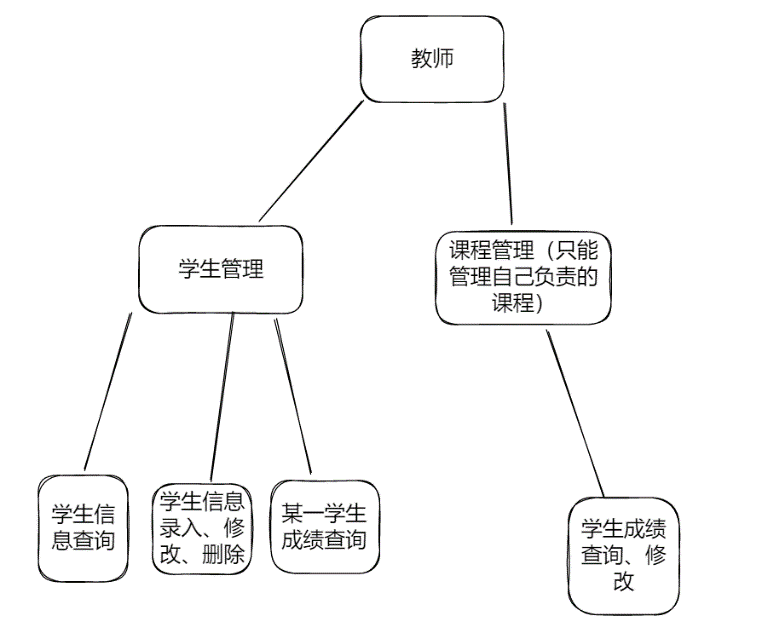 教师
学生管理
课程管理（只能
管理自己负责的
课程）
学生信
息查询
学生信息
录入、修
改、删除
某一学生
成绩查询
学生成绩
查询、修
改